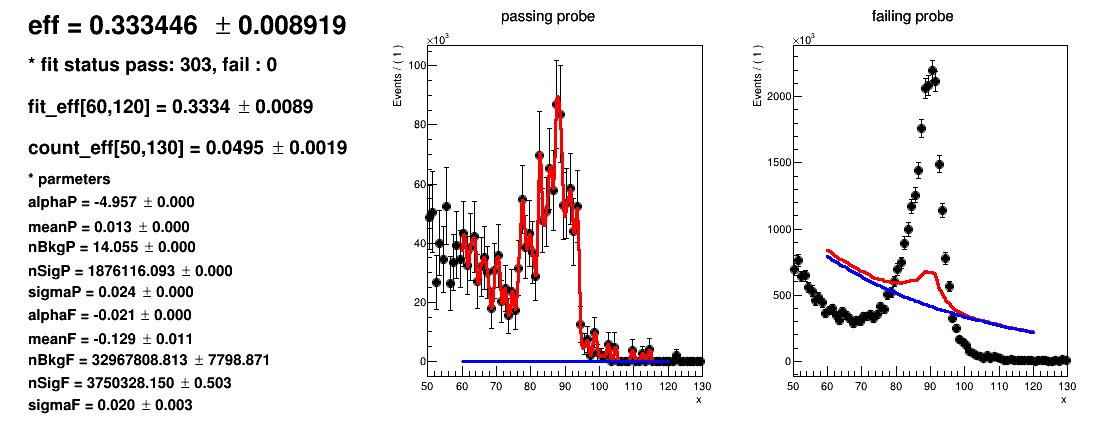 eff = 0.333446 ± 0.008919
* fit status pass: 303, fail : 0
fit_eff[60,120] = 0.3334 ± 0.0089
count_eff[50,130] = 0.0495 ± 0.0019
* parmeters
alphaP = -4.957 ± 0.000
meanP = 0.013 ± 0.000
nBkgP = 14.055 ± 0.000
nSigP = 1876116.093 ± 0.000
sigmaP = 0.024 ± 0.000
alphaF = -0.021 ± 0.000
meanF = -0.129 ± 0.011
nBkgF = 32967808.813 ± 7798.871
nSigF = 3750328.150 ± 0.503
sigmaF = 0.020 ± 0.003
passing probe
×10³
Events / ( 1 )
100
80
60
40
20
0
50 60 70 80 90 100 110 120 130
x
failing probe
×10³
Events / ( 1 )
2000
1500
1000
500
0
50 60 70 80 90 100 110 120 130
x